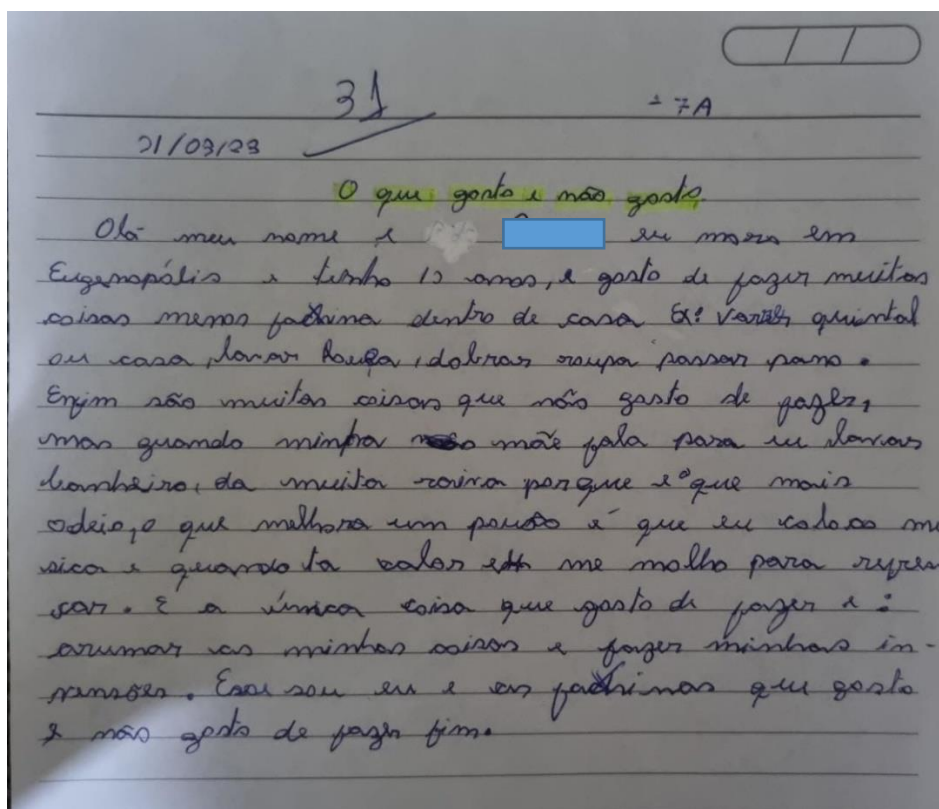 31 - 7A
21/03/23
O que gosto e não gosto.
Olá meu nome e eu moro em
Eugenopólis e tenho 12 anos, e gosto de fazer muitas
coisas menos faxina dentro de casa Ex: varrer quintal
ou casa, lavar louça, dobrar roupa passar pano.
Enfim são muitas coisas que não gosto de fazer,
mas quando minha mãe fala para eu lavar
banheiro, da muita raiva porque e o que mais
odeio, o que melhora um pouco é que eu coloco mu
sica e quando ta calor me molho para refres
car. E a única coisa que gosto de fazer e:
arumar as minhas coisas e fazer minhas in-
vensões. Esse sou eu e as faxinas que gosto
e não gosto de fazer fim.